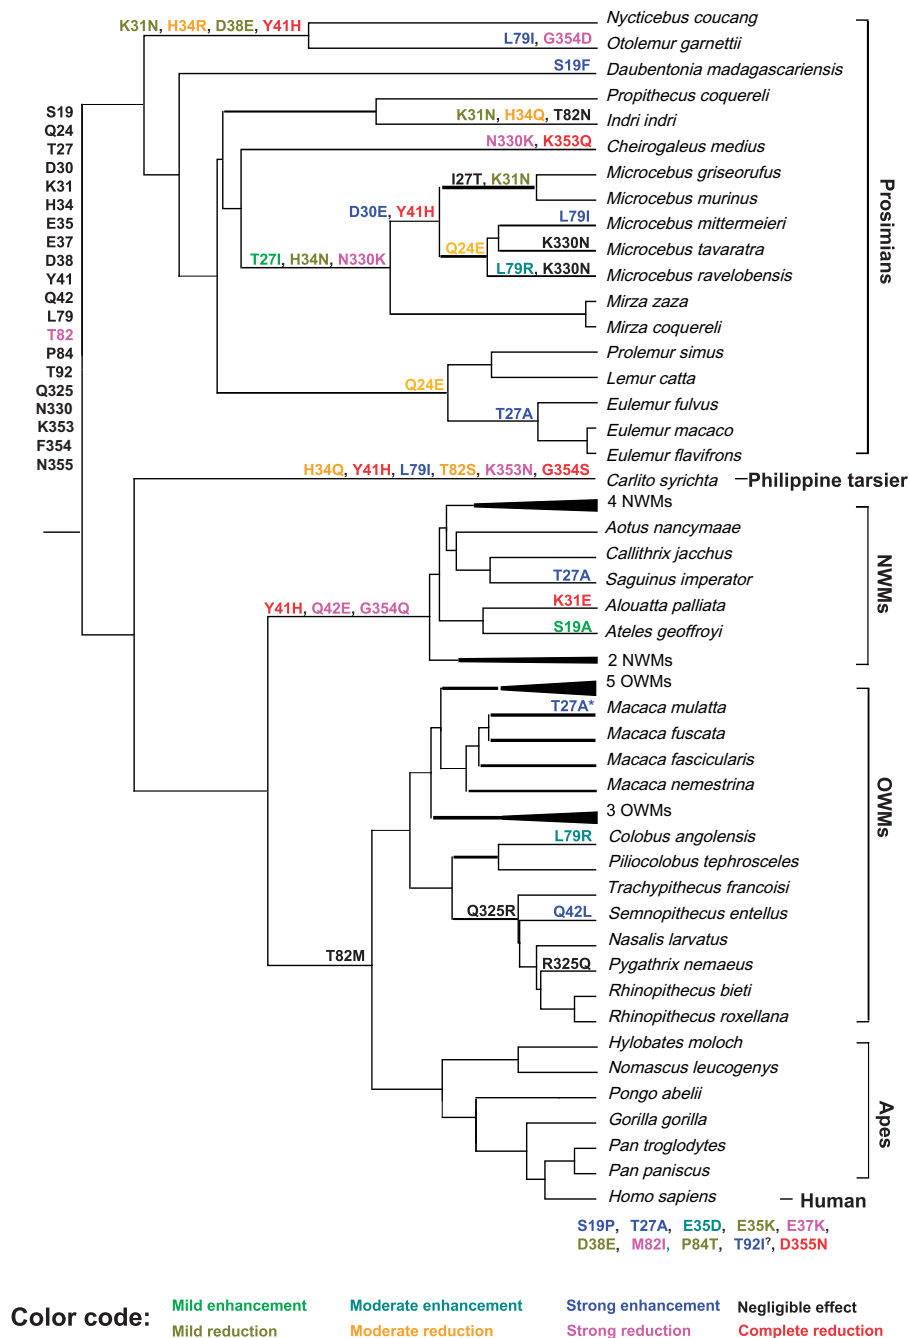 K31N, H34R, D38E, Y41H
Nycticebus coucang
L79I, G354D
Otolemur garnettii
S19F
Daubentonia madagascariensis
Propithecus coquereli
K31N, H34Q, T82N
Indri indri
N330K, K353Q
Cheirogaleus medius
I27T, K31N
Microcebus griseorufus
Microcebus murinus
D30E, Y41H
L79I
Microcebus mittermeieri
Q24E
K330N
Microcebus tavaratra
T27I, H34N, N330K
L79R, K330N
Microcebus ravelobensis
Mirza zaza
Mirza coquereli
Prolemur simus
Q24E
Lemur catta
T27A
Eulemur fulvus
Eulemur macaco
Eulemur flavifrons
Prosimians
S19
Q24
T27
D30
K31
H34
E35
E37
D38
Y41
Q42
L79
T82
P84
T92
Q325
N330
K353
F354
N355
H34Q, Y41H, L79I, T82S, K353N, G354S
Carlito syrichta
Philippine tarsier
4 NWMs
Aotus nancymaae
Callithrix jacchus
T27A
Saguinus imperator
Y41H, Q42E, G354Q
K31E
Alouatta palliata
S19A
Ateles geoffroyi
2 NWMs
NWMs
5 OWMs
T27A*
Macaca mulatta
Macaca fuscata
Macaca fascicularis
Macaca nemestrina
3 OWMs
L79R
Colobus angolensis
Piliocolobus tephrosceles
Trachypithecus francoisi
Q325R
Q42L
Semnopithecus entellus
Nasalis larvatus
R325Q
Pygathrix nemaeus
Rhinopithecus bieti
Rhinopithecus roxellana
OWMs
T82M
Hylobates moloch
Nomascus leucogenys
Pongo abelii
Gorilla gorilla
Pan troglodytes
Pan paniscus
Apes
Homo sapiens
Human
S19P, T27A, E35D, E35K, E37K,
D38E, M82I, P84T, T92I?, D355N
Color code:
Mild enhancement
Moderate enhancement
Strong enhancement
Negligible effect
Mild reduction
Moderate reduction
Strong reduction
Complete reduction